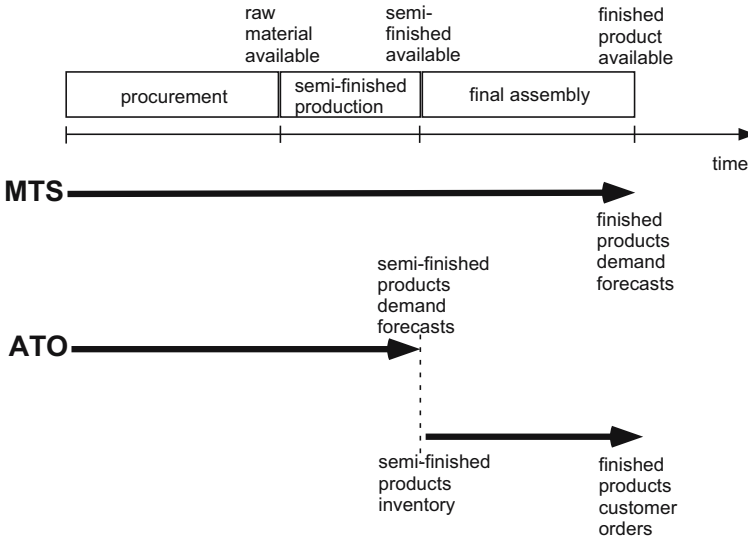 raw
material
available
semi-
finished
available
finished
product
available
procurement
semi-finished
production
final assembly
time
MTS
finished
products
demand
forecasts
semi-finished
products
demand
forecasts
ATO
semi-finished
products
inventory
finished
products
customer
orders